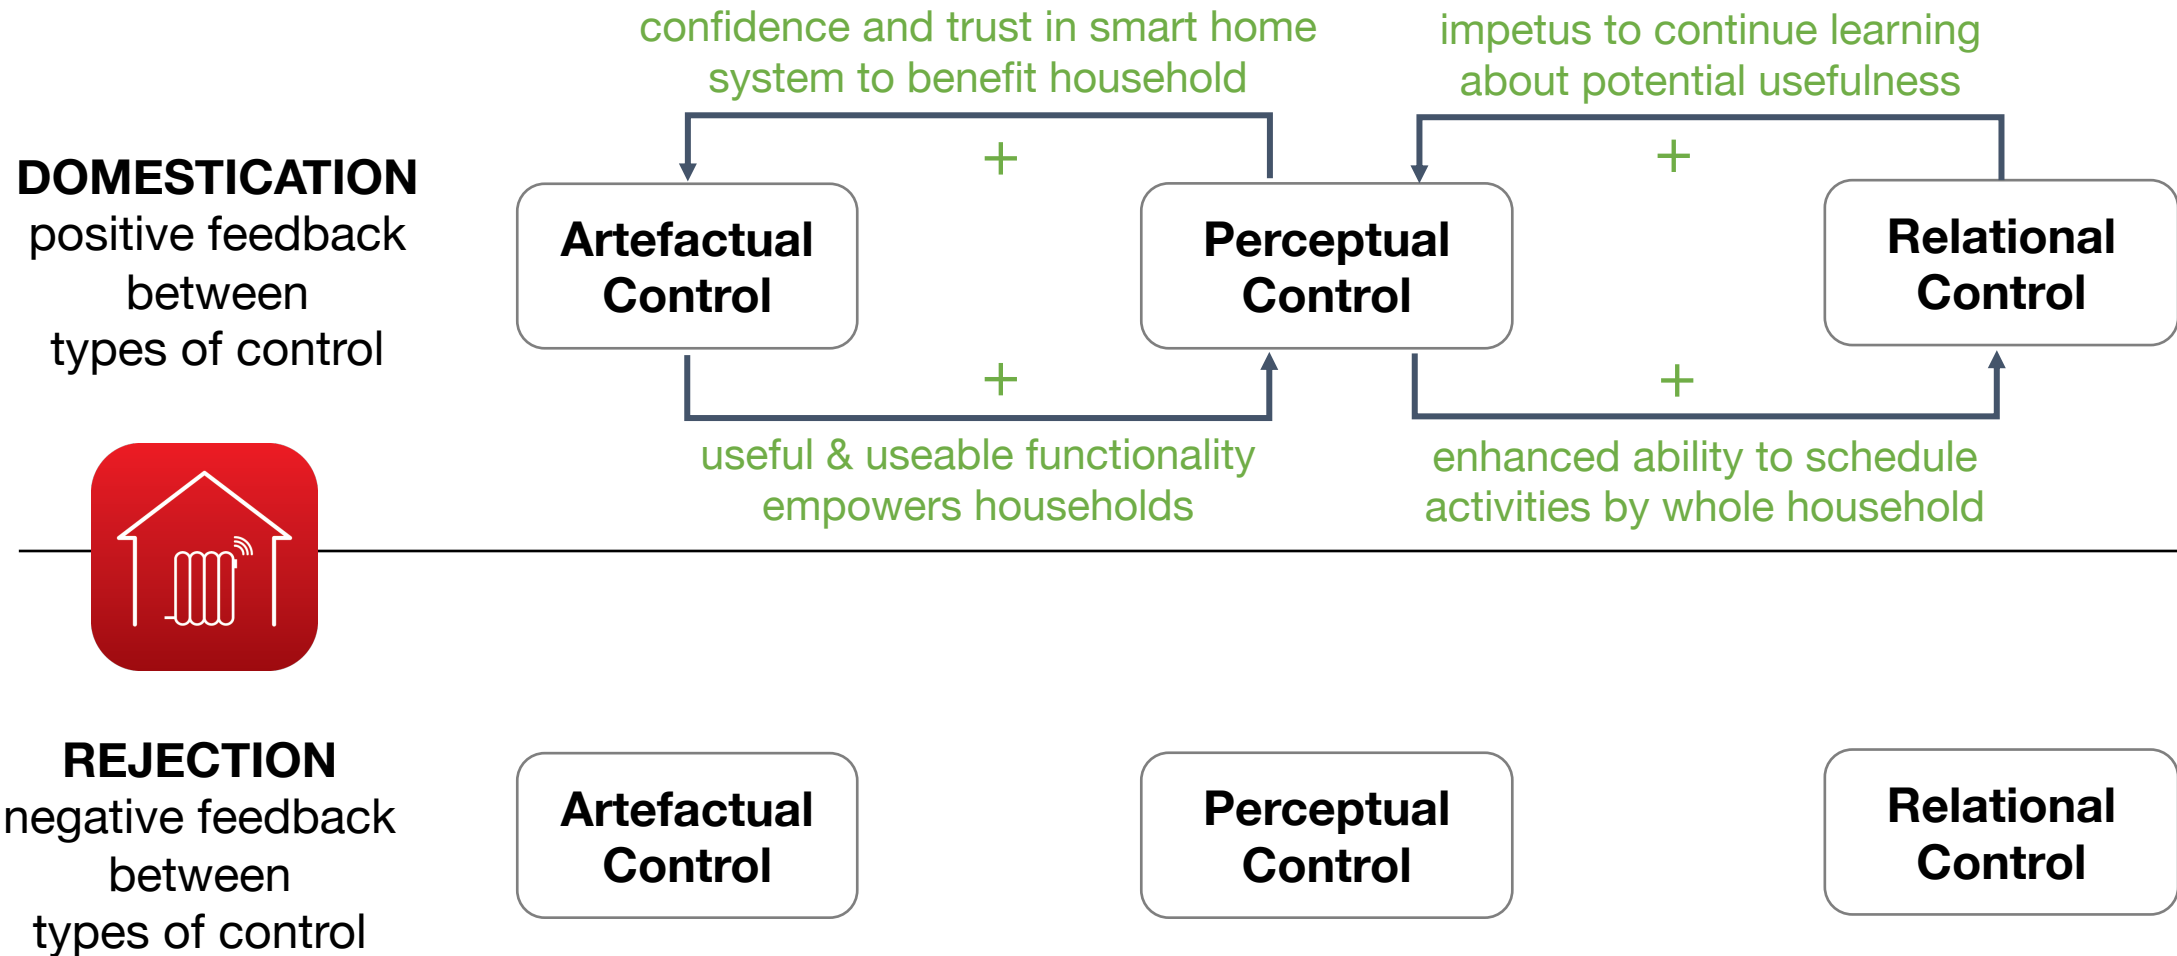 confidence and trust in smart home
system to benefit household
impetus to continue learning
about potential usefulness
+
+
DOMESTICATION
positive feedback
between
types of control
Artefactual
Control
Perceptual
Control
Relational
Control
+
+
useful & useable functionality
empowers households
enhanced ability to schedule
activities by whole household
REJECTION
negative feedback
between
types of control
Artefactual
Control
Perceptual
Control
Relational
Control